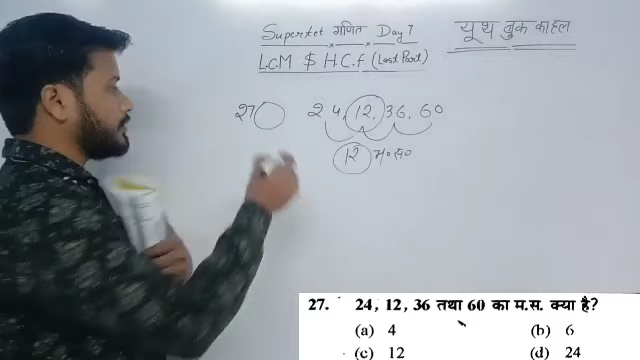 Supertet गणित Day 7
यूथ बुक का हल
L.C.M $ H.C.f (Last Part)
27 24, 12, 36, 60
12 म०स०
27. 24, 12, 36 तथा 60 का म.स. क्या है?
(a) 4 (b) 6
(c) 12 (d) 24